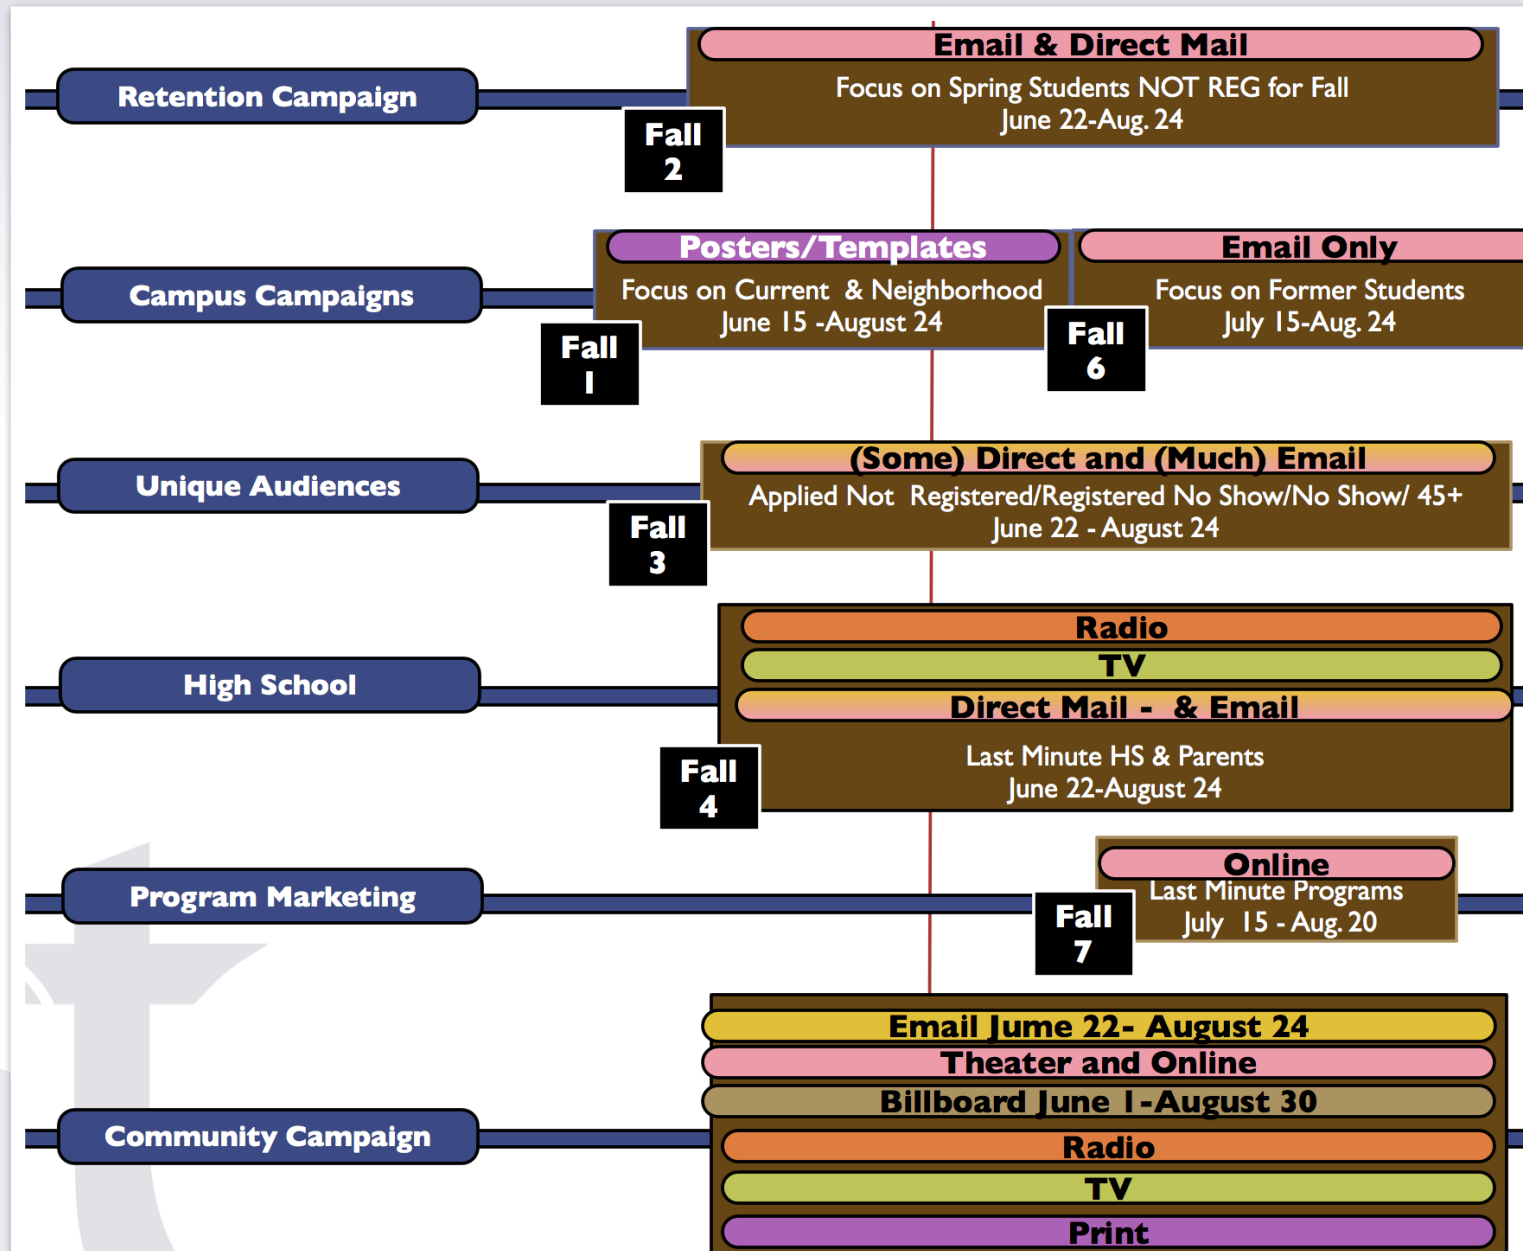 Email & Direct Mail
Retention Campaign
Focus on Spring Students NOT REG for Fall
June 22-Aug. 24
Fall
2
Posters/Templates
Email Only
Campus Campaigns
Focus on Current & Neighborhood
June 15 -August 24
Focus on Former Students
July 15-Aug. 24
Fall
1
Fall
6
(Some) Direct and (Much) Email
Unique Audiences
Applied Not Registered/Registered No Show/No Show/ 45+
June 22 - August 24
Fall
3
Radio
TV
High School
Direct Mail - & Email
Last Minute HS & Parents
June 22-August 24
Fall
4
Online
Program Marketing
Last Minute Programs
July 15 - Aug. 20
Fall
7
Email Jume 22- August 24
Theater and Online
Billboard June 1-August 30
Community Campaign
Radio
TV
Print